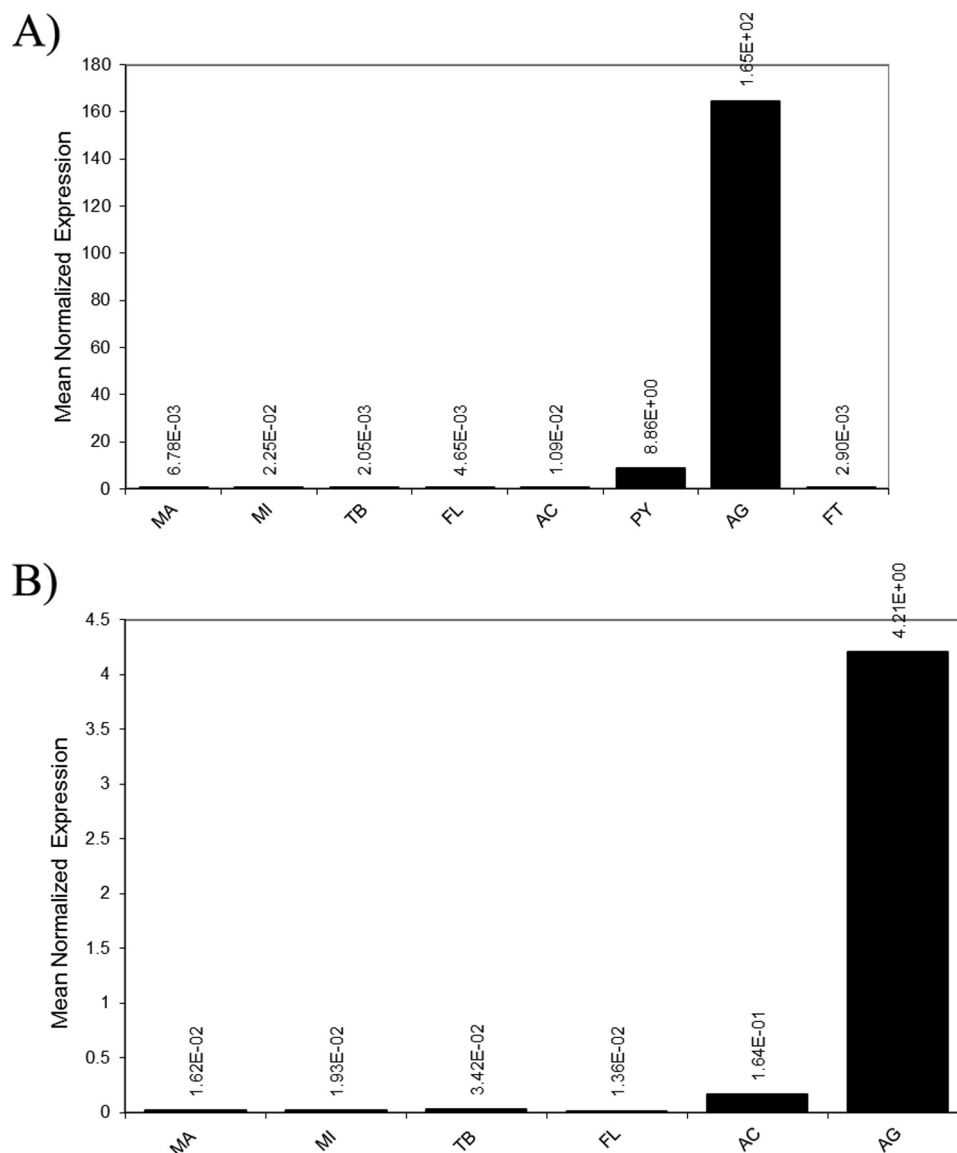 A)
Mean Normalized Expression
180
160
140
120
100
80
60
40
20
0
6.78E-03
2.25E-02
2.05E-03
4.65E-03
1.09E-02
8.86E+00
1.65E+02
2.90E-03
MA
MI
TB
FL
AC
PY
AG
FT
B)
Mean Normalized Expression
4.5
4
3.5
3
2.5
2
1.5
1
0.5
0
1.62E-02
1.93E-02
3.42E-02
1.36E-02
1.64E-01
4.21E+00
MA
MI
TB
FL
AC
AG